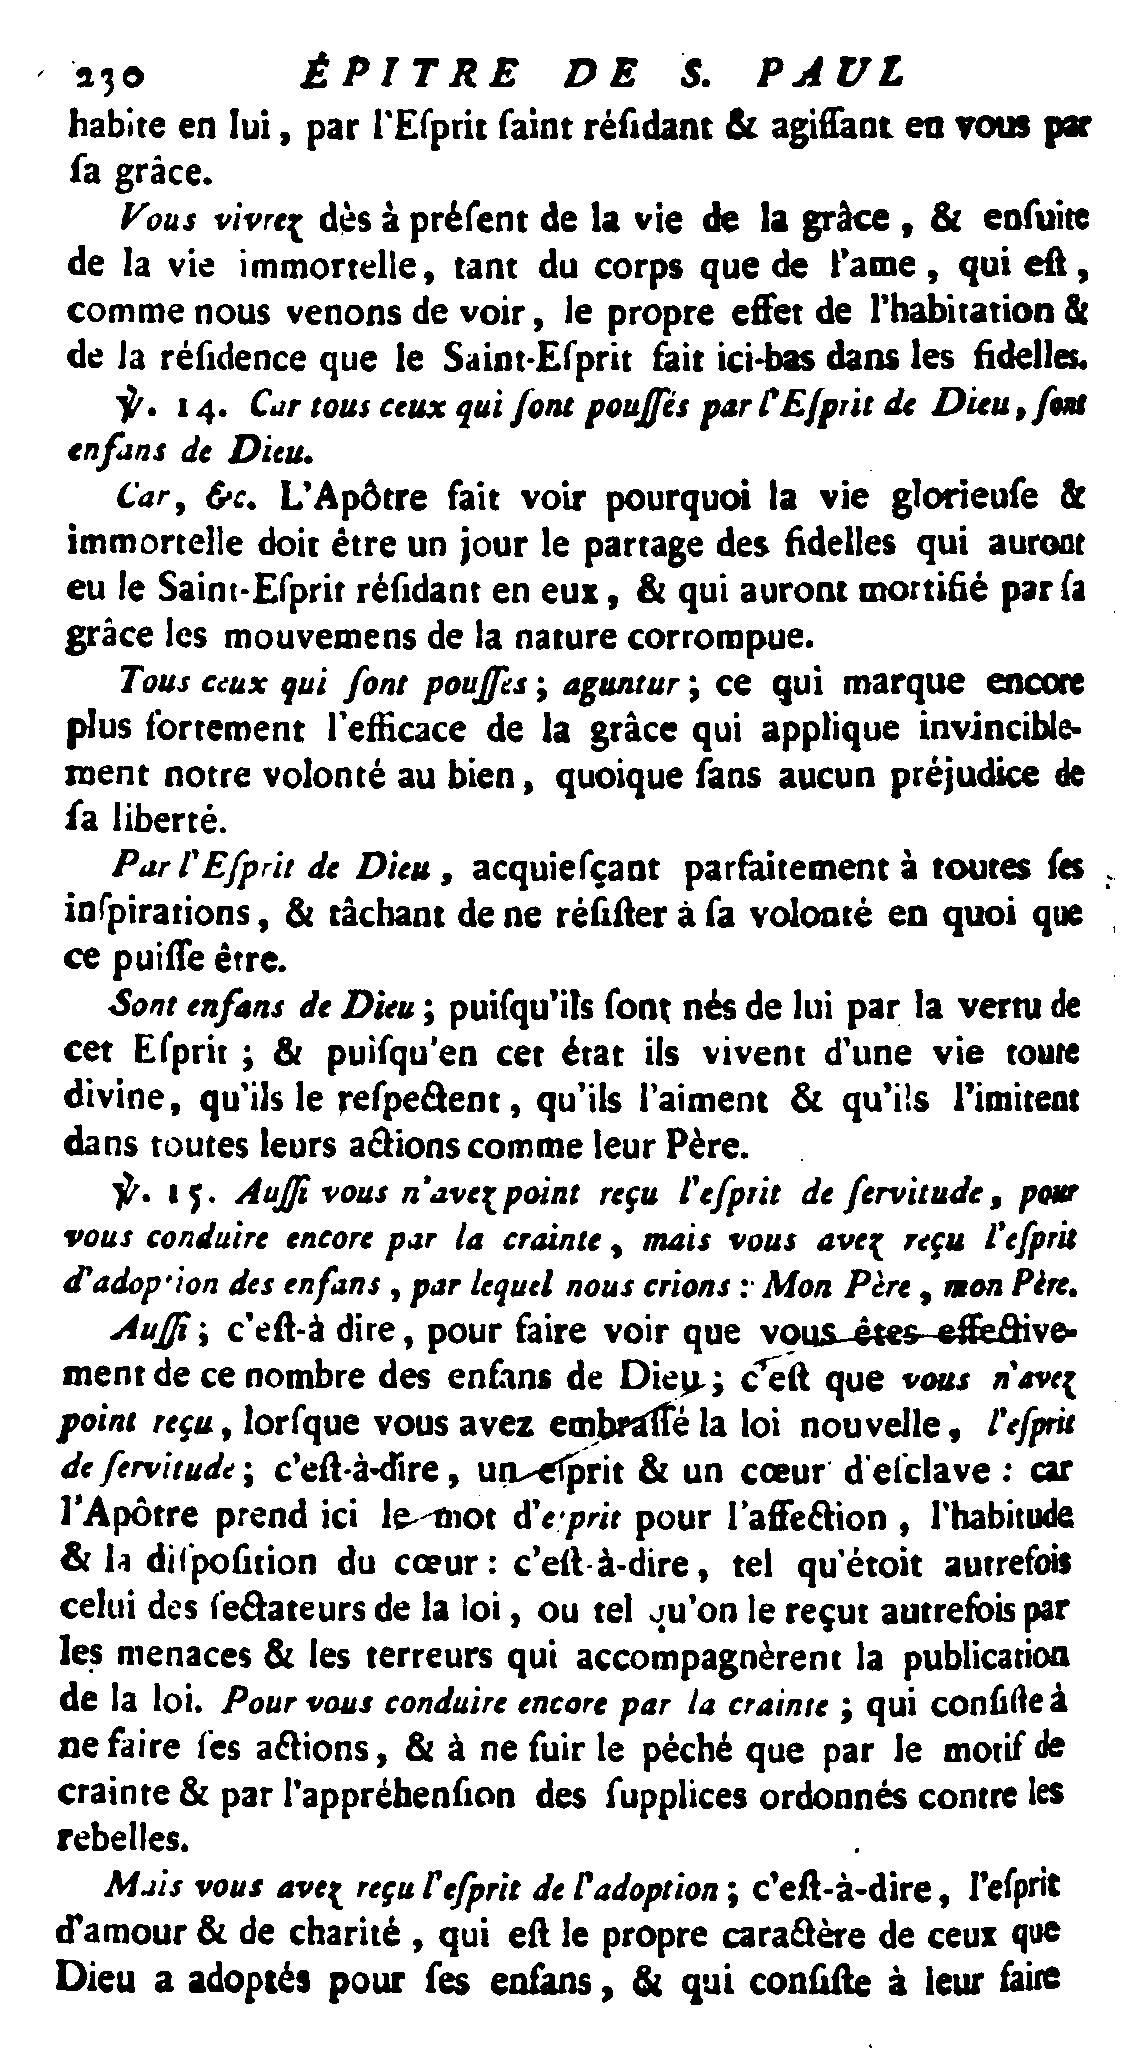 230 ÉPITRE DE S. PAUL
habite en lui, par l'Eſprit ſaint réſidant & agiſſant en vous par
ſa grâce.
Vous vivrez dès à préſent de la vie de la grâce, & enſuite
de la vie immortelle, tant du corps que de l'ame, qui eſt,
comme nous venons de voir, le propre effet de l'habitation &
de la réſidence que le Saint-Eſprit fait ici-bas dans les fidelles.
℣. 14. Car tous ceux qui ſont pouſſés par l'Eſprit de Dieu, ſont
enfans de Dieu.
Car, &c. L'Apôtre fait voir pourquoi la vie glorieuſe &
immortelle doit être un jour le partage des fidelles qui auront
eu le Saint-Eſprit réſidant en eux, & qui auront mortifié par ſa
grâce les mouvemens de la nature corrompue.
Tous ceux qui ſont pouſſes ; aguntur ; ce qui marque encore
plus fortement l'efficace de la grâce qui applique invincible-
ment notre volonté au bien, quoique ſans aucun préjudice de
ſa liberté.
Par l'Eſprit de Dieu, acquieſçant parfaitement à toutes ſes
inſpirations, & tâchant de ne réſiſter à ſa volonté en quoi que
ce puiſſe être.
Sont enfans de Dieu ; puiſqu'ils ſont nés de lui par la vertu de
cet Eſprit ; & puiſqu'en cet état ils vivent d'une vie toute
divine, qu'ils le reſpectent, qu'ils l'aiment & qu'ils l'imitent
dans toutes leurs actions comme leur Père.
℣. 15. Auſſi vous n'avez point reçu l'eſprit de ſervitude, pour
vous conduire encore par la crainte, mais vous avez reçu l'eſprit
d'adoption des enfans, par lequel nous crions : Mon Père, mon Père.
Auſſi ; c'eſt-à dire, pour faire voir que vous êtes effective-
ment de ce nombre des enfans de Dieu ; c'eſt que vous n'avez
point reçu, lorſque vous avez embraſſé la loi nouvelle, l'eſprit
de ſervitude ; c'eſt-à-dire, un eſprit & un cœur d'eſclave : car
l'Apôtre prend ici le mot d'eſprit pour l'affection, l'habitude
& la diſpoſition du cœur : c'eſt-à-dire, tel qu'étoit autrefois
celui des ſectateurs de la loi, ou tel qu'on le reçut autrefois par
les menaces & les terreurs qui accompagnèrent la publication
de la loi. Pour vous conduire encore par la crainte ; qui conſiſte à
ne faire ſes actions, & à ne fuir le péché que par le motif de
crainte & par l'appréhenſion des ſupplices ordonnés contre les
rebelles.
Mais vous avez reçu l'eſprit de l'adoption ; c'eſt-à-dire, l'eſprit
d'amour & de charité, qui eſt le propre caractère de ceux que
Dieu a adoptés pour ſes enfans, & qui conſiſte à leur faire